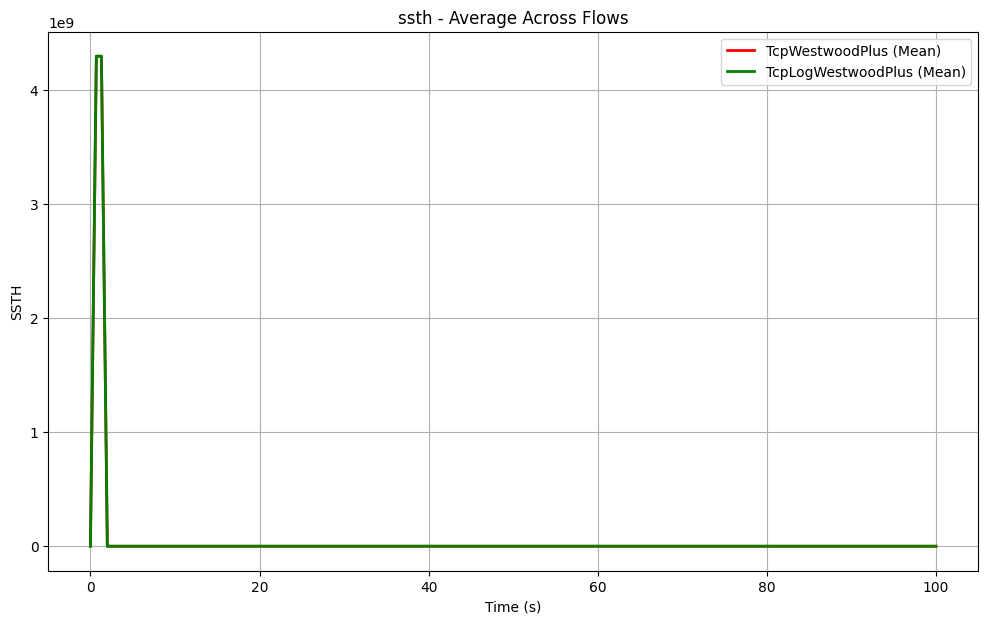 ssth - Average Across Flows
1e9
TcpWestwoodPlus (Mean)
TcpLogWestwoodPlus (Mean)
4
3
2
1
0
SSTH
0 20 40 60 80 100
Time (s)